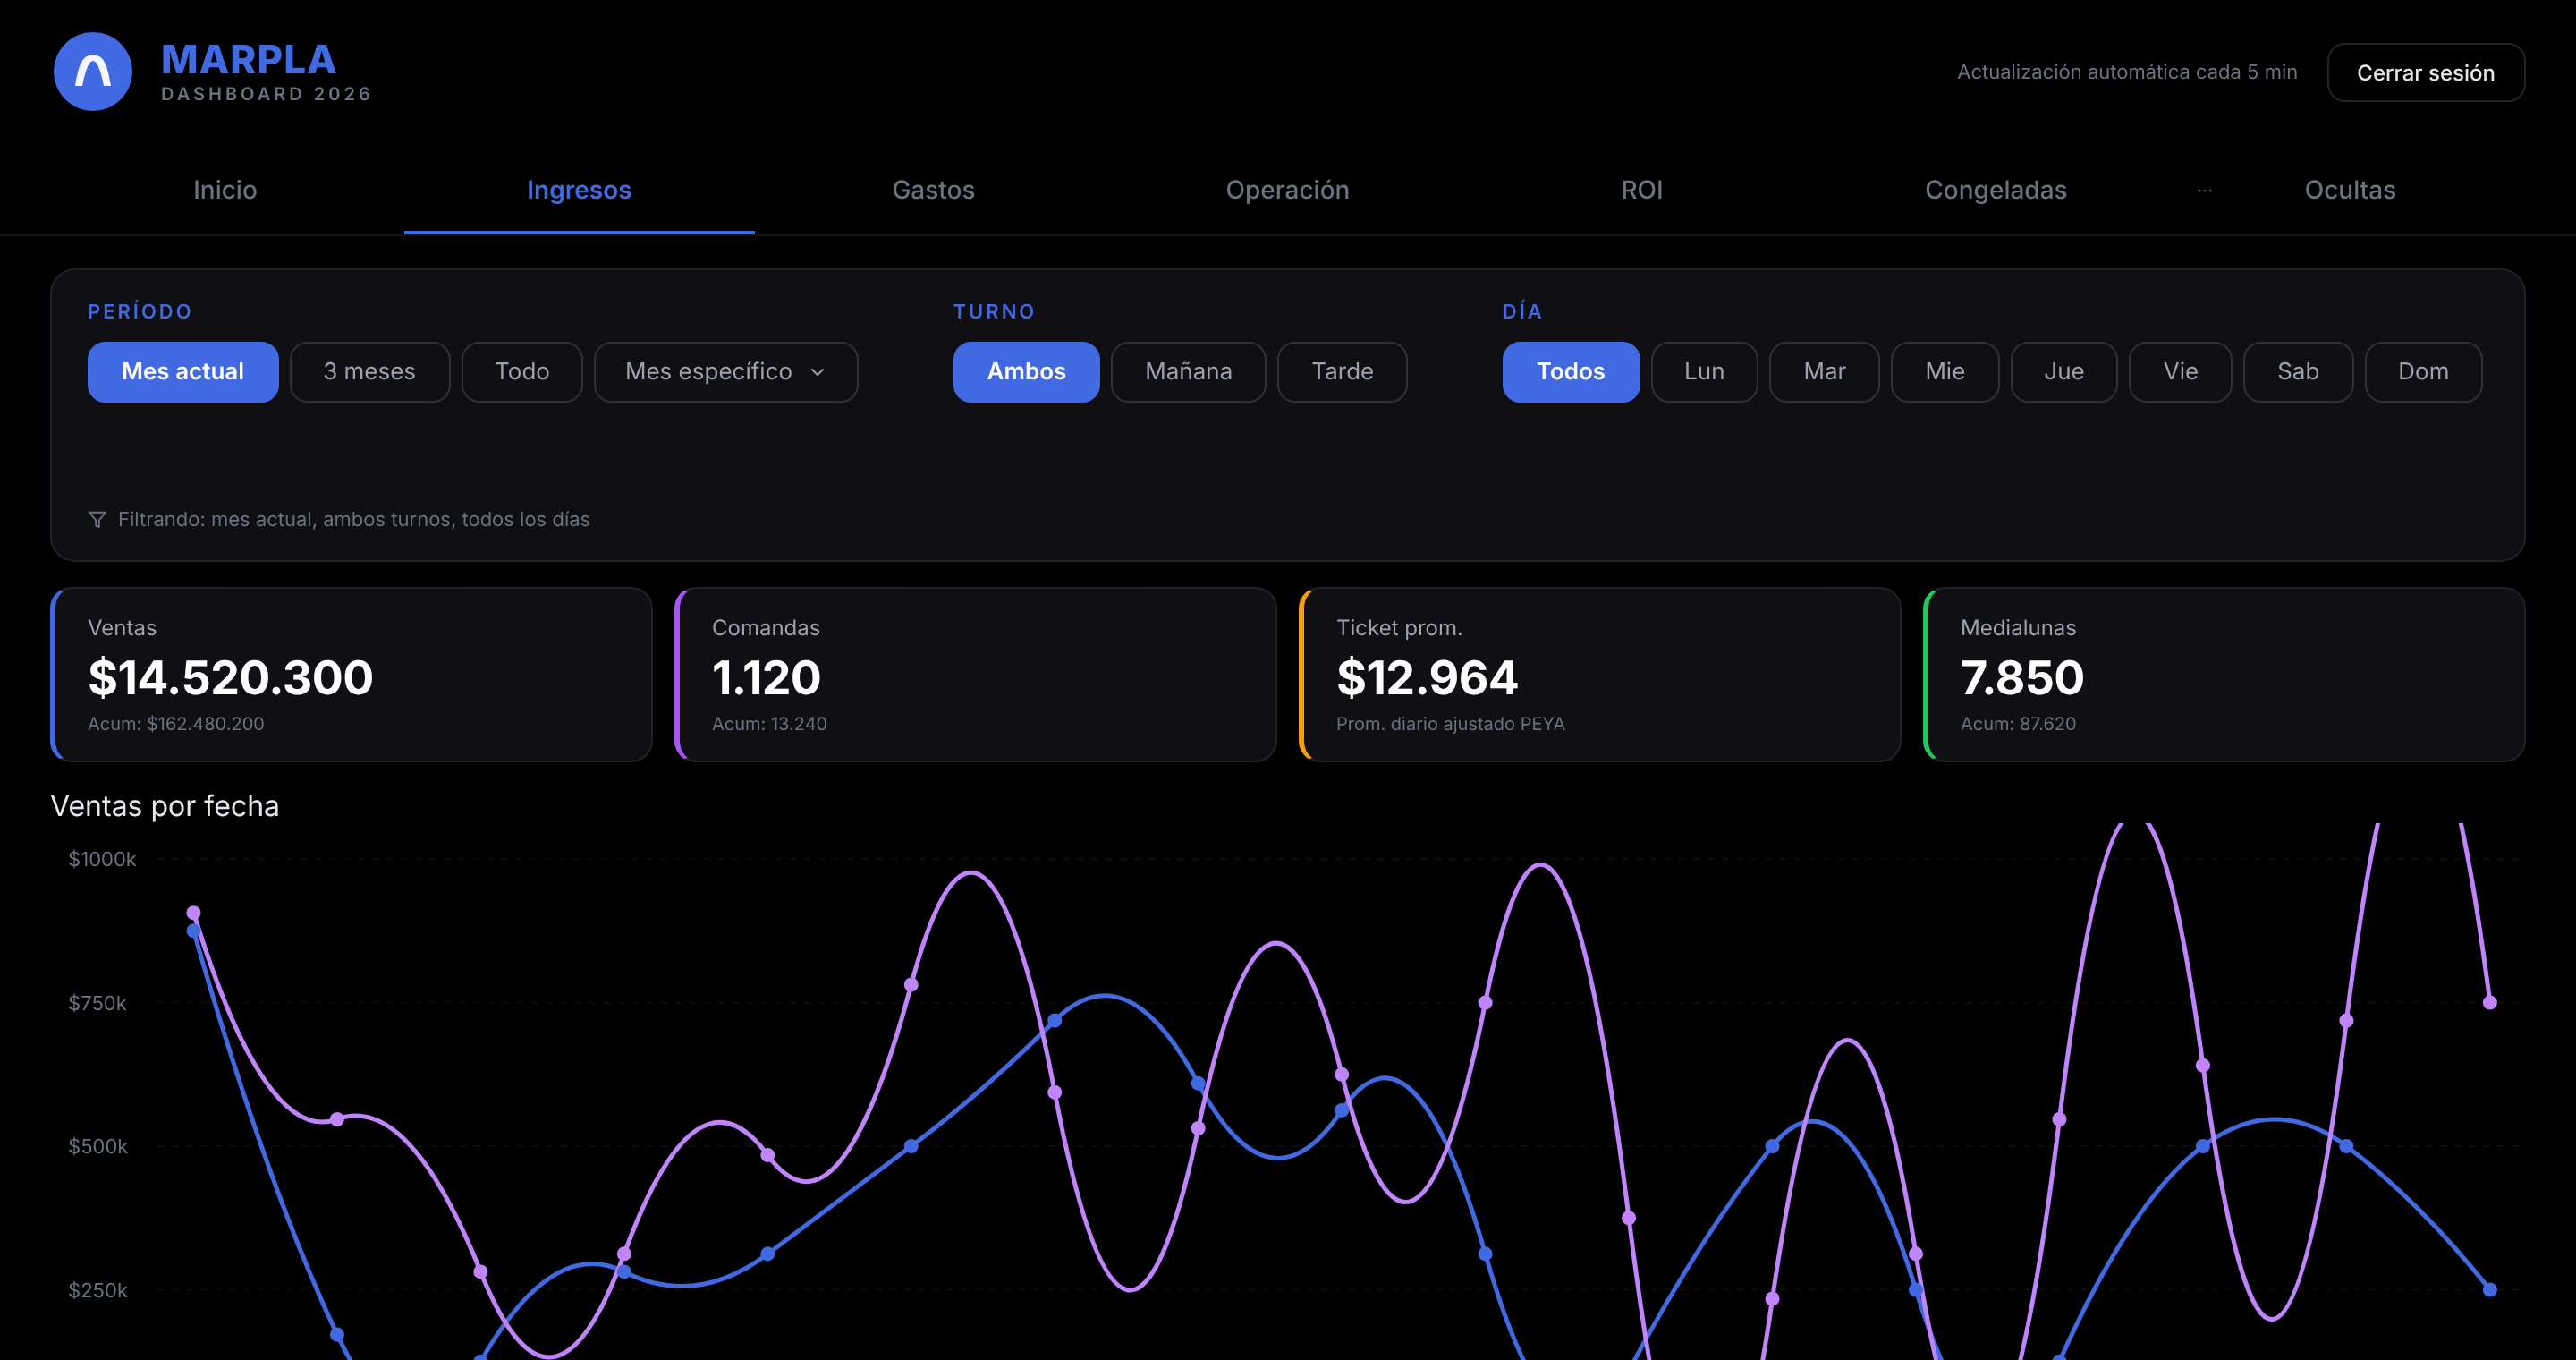 MARPLA
DASHBOARD 2026
Actualización automática cada 5 min
Cerrar sesión
Inicio
Ingresos
Gastos
Operación
ROI
Congeladas
...
Ocultas
PERÍODO
Mes actual
3 meses
Todo
Mes específico
TURNO
Ambos
Mañana
Tarde
DÍA
Todos
Lun
Mar
Mie
Jue
Vie
Sab
Dom
Filtrando: mes actual, ambos turnos, todos los días
Ventas
$14.520.300
Acum: $162.480.200
Comandas
1.120
Acum: 13.240
Ticket prom.
$12.964
Prom. diario ajustado PEYA
Medialunas
7.850
Acum: 87.620
Ventas por fecha
$1000k
$750k
$500k
$250k